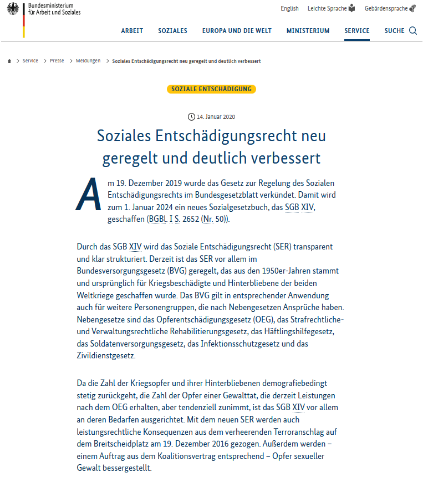 Bundesministerium
für Arbeit und Soziales
English Leichte Sprache Gebärdensprache
ARBEIT SOZIALES EUROPA UND DIE WELT MINISTERIUM SERVICE SUCHE
Service Presse Meldungen Soziales Entschädigungsrecht neu geregelt und deutlich verbessert
SOZIALE ENTSCHÄDIGUNG
14. Januar 2020
Soziales Entschädigungsrecht neu
geregelt und deutlich verbessert
Am 19. Dezember 2019 wurde das Gesetz zur Regelung des Sozialen
Entschädigungsrechts im Bundesgesetzblatt verkündet. Damit wird
zum 1. Januar 2024 ein neues Sozialgesetzbuch, das SGB XIV,
geschaffen (BGBl. I S. 2652 (Nr. 50)).
Durch das SGB XIV wird das Soziale Entschädigungsrecht (SER) transparent
und klar strukturiert. Derzeit ist das SER vor allem im
Bundesversorgungsgesetz (BVG) geregelt, das aus den 1950er-Jahren stammt
und ursprünglich für Kriegsbeschädigte und Hinterbliebene der beiden
Weltkriege geschaffen wurde. Das BVG gilt in entsprechender Anwendung
auch für weitere Personengruppen, die nach Nebengesetzen Ansprüche haben.
Nebengesetze sind das Opferentschädigungsgesetz (OEG), das Strafrechtliche-
und Verwaltungsrechtliche Rehabilitierungsgesetz, das Häftlingshilfegesetz,
das Soldatenversorgungsgesetz, das Infektionsschutzgesetz und das
Zivildienstgesetz.
Da die Zahl der Kriegsopfer und ihrer Hinterbliebenen demografiebedingt
stetig zurückgeht, die Zahl der Opfer einer Gewalttat, die derzeit Leistungen
nach dem OEG erhalten, aber tendenziell zunimmt, ist das SGB XIV vor allem
an deren Bedarfen ausgerichtet. Mit dem neuen SER werden auch
leistungsrechtliche Konsequenzen aus dem verheerenden Terroranschlag auf
dem Breitscheidplatz am 19. Dezember 2016 gezogen. Außerdem werden –
einem Auftrag aus dem Koalitionsvertrag entsprechend – Opfer sexueller
Gewalt bessergestellt.